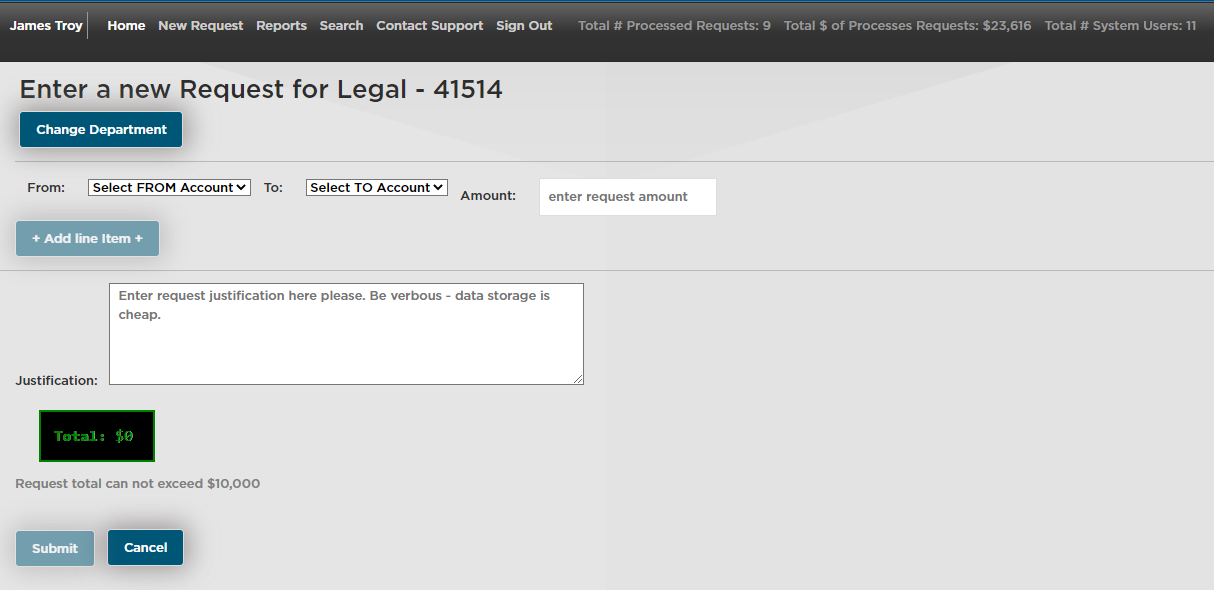 James Troy Home New Request Reports Search Contact Support Sign Out Total # Processed Requests: 9 Total $ of Processes Requests: $23,616 Total # System Users: 11
Enter a new Request for Legal - 41514
Change Department
From: Select FROM Account To: Select TO Account Amount: enter request amount
+ Add line Item +
Enter request justification here please. Be verbous - data storage is
cheap.
Justification:
Total: $0
Request total can not exceed $10,000
Submit Cancel